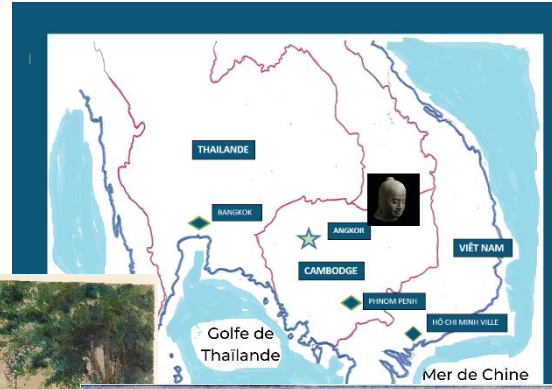 THAILANDE
BANGKOK
ANGKOR
VIÊT NAM
CAMBODGE
PHNOM PENH
HÔ CHI MINH VILLE
Golfe de
Thaïlande
Mer de Chine